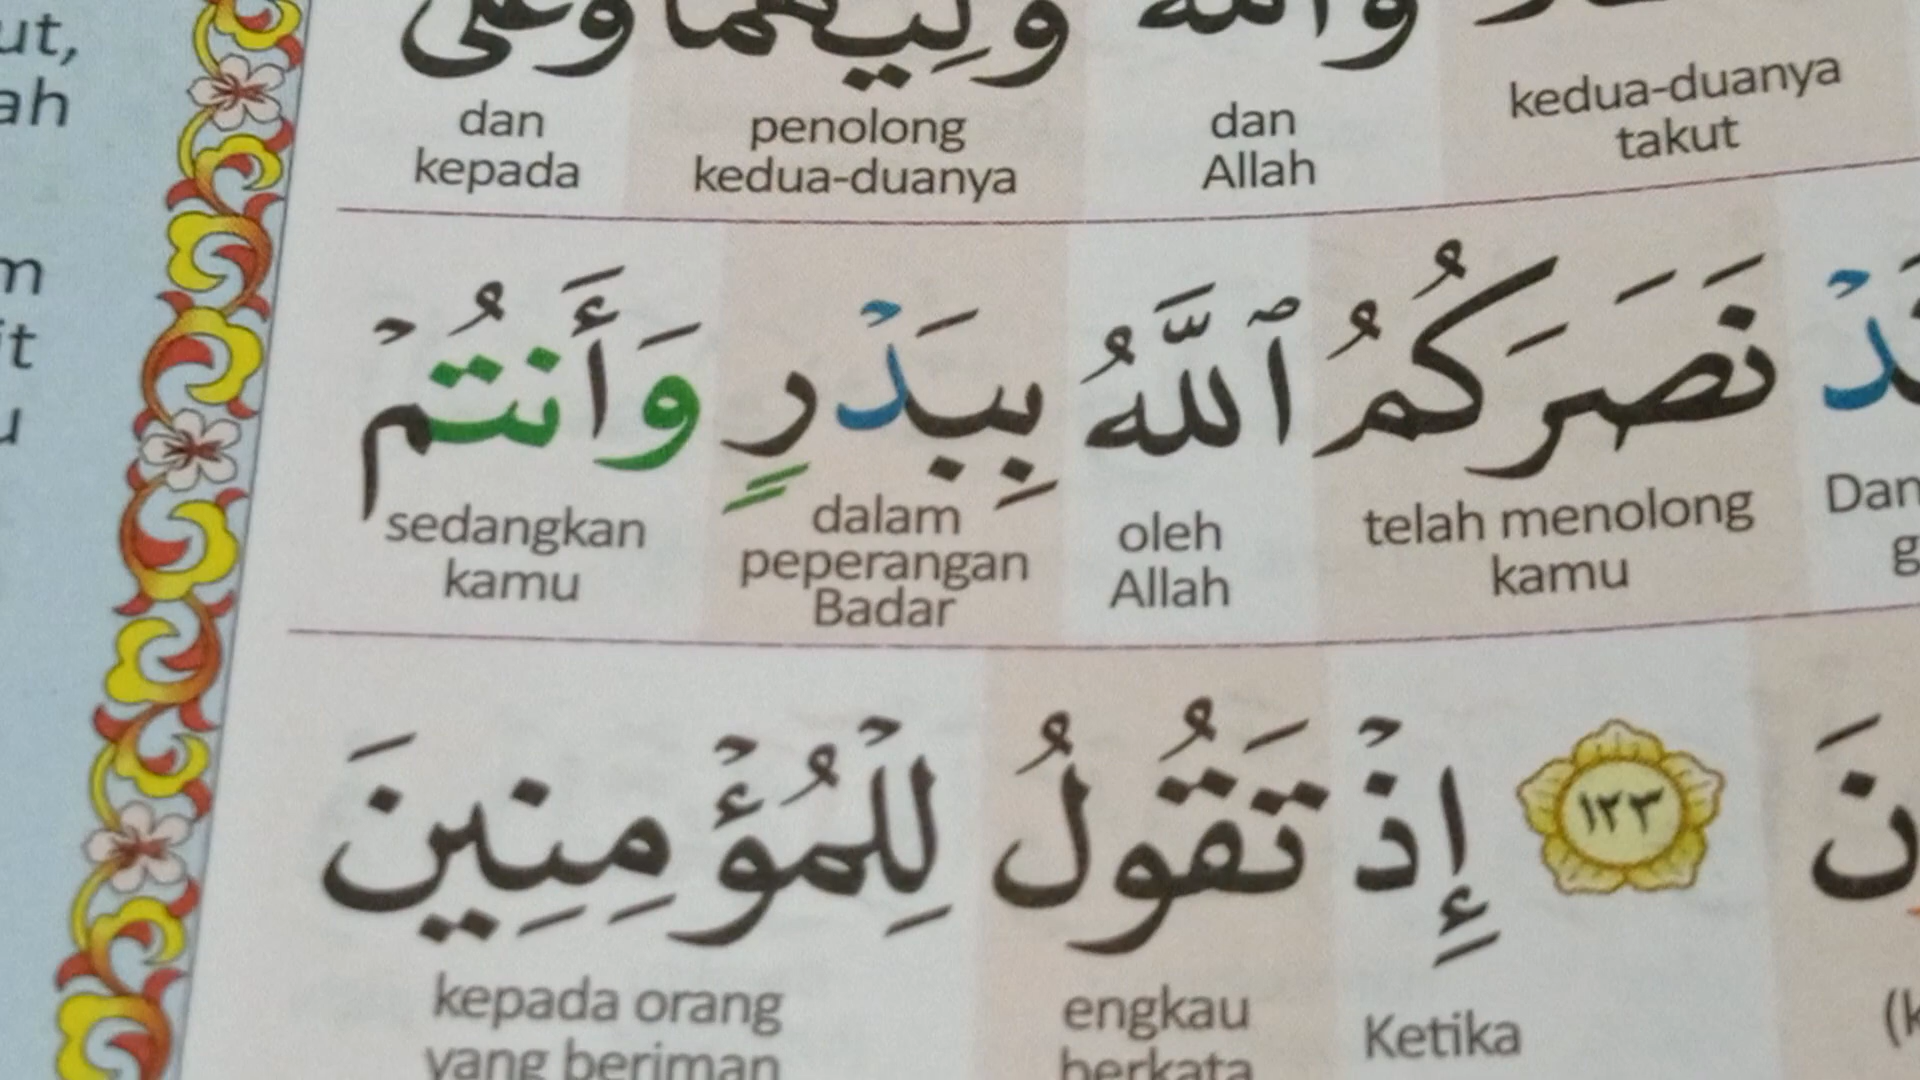 وَلِيُّهُمَا وَعَلَى
kedua-duanya takut dan Allah penolong kedua-duanya dan kepada
نَصَرَكُمُ ٱللَّهُ بِبَدْرٍ وَأَنتُمْ
telah menolong kamu oleh Allah dalam peperangan Badar sedangkan kamu
١٢٣ إِذْ تَقُولُ لِلْمُؤْمِنِينَ
Ketika engkau berkata kepada orang yang beriman